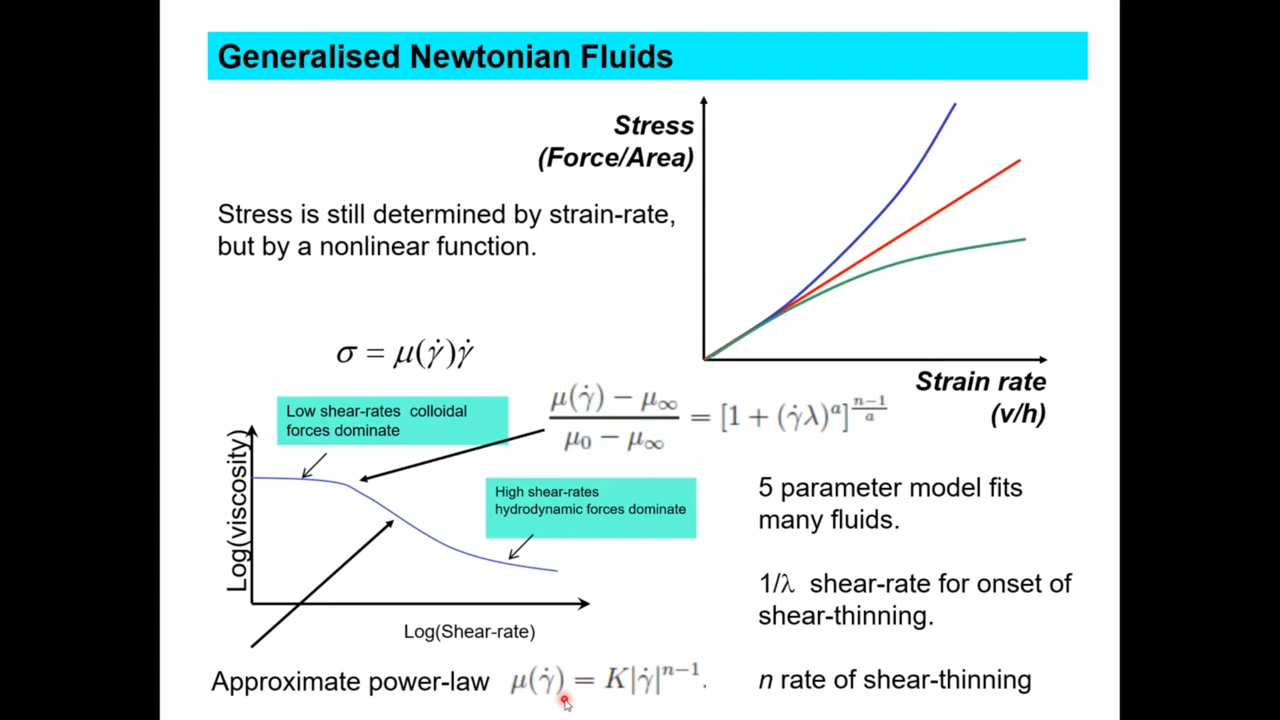 Generalised Newtonian Fluids
Stress
(Force/Area)
Stress is still determined by strain-rate,
but by a nonlinear function.
σ = μ(γ̇)γ̇
Strain rate
(v/h)
Low shear-rates colloidal
forces dominate
(μ(γ̇) − μ∞)/(μ₀ − μ∞) = [1 + (γ̇λ)^a]^((n−1)/a)
Log(viscosity)
High shear-rates
hydrodynamic forces dominate
Log(Shear-rate)
5 parameter model fits
many fluids.
1/λ shear-rate for onset of
shear-thinning.
Approximate power-law μ(γ̇) = K|γ̇|^(n−1).
n rate of shear-thinning